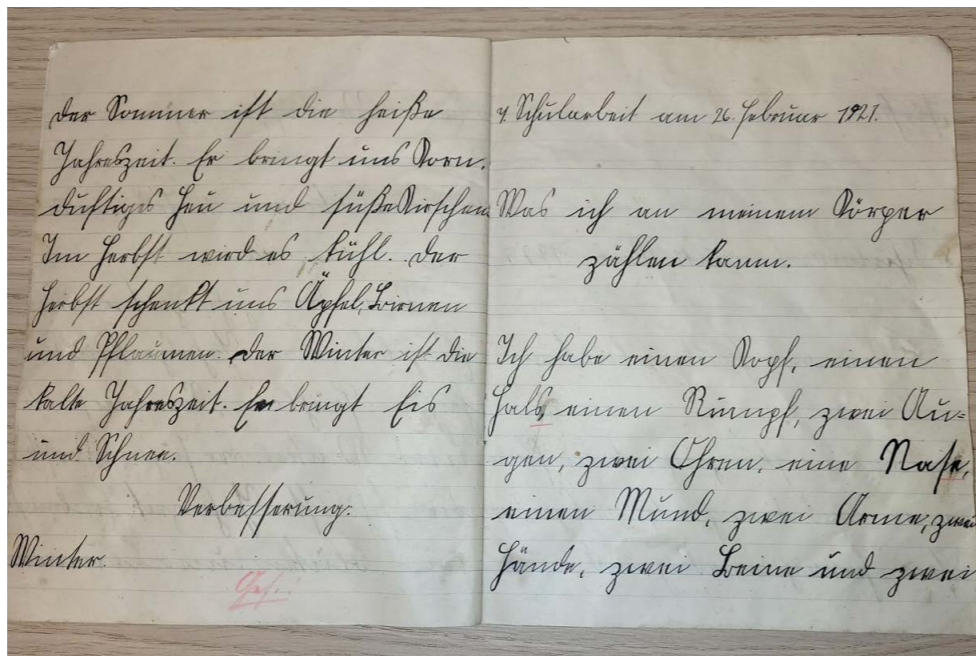 Der Sommer ist die heiße
Jahreszeit. Er bringt uns Korn.
duftiges Heu und süße Kirschen
Im Herbst wird es kühl. Der
Herbst schenkt uns Äpfel, Birnen
und Pflaumen. Der Winter ist die
kalte Jahreszeit. Er bringt Eis
und Schnee.
Verbesserung.
Winter.
Ges.
4. Schularbeit am 26. Februar 1921.
Was ich an meinem Körper
zählen kann.
Ich habe einen Kopf, einen
Hals, einen Rumpf, zwei Au=
gen, zwei Ohren, eine Nase,
einen Mund, zwei Arme, zwei
Hände, zwei Beine und zwei